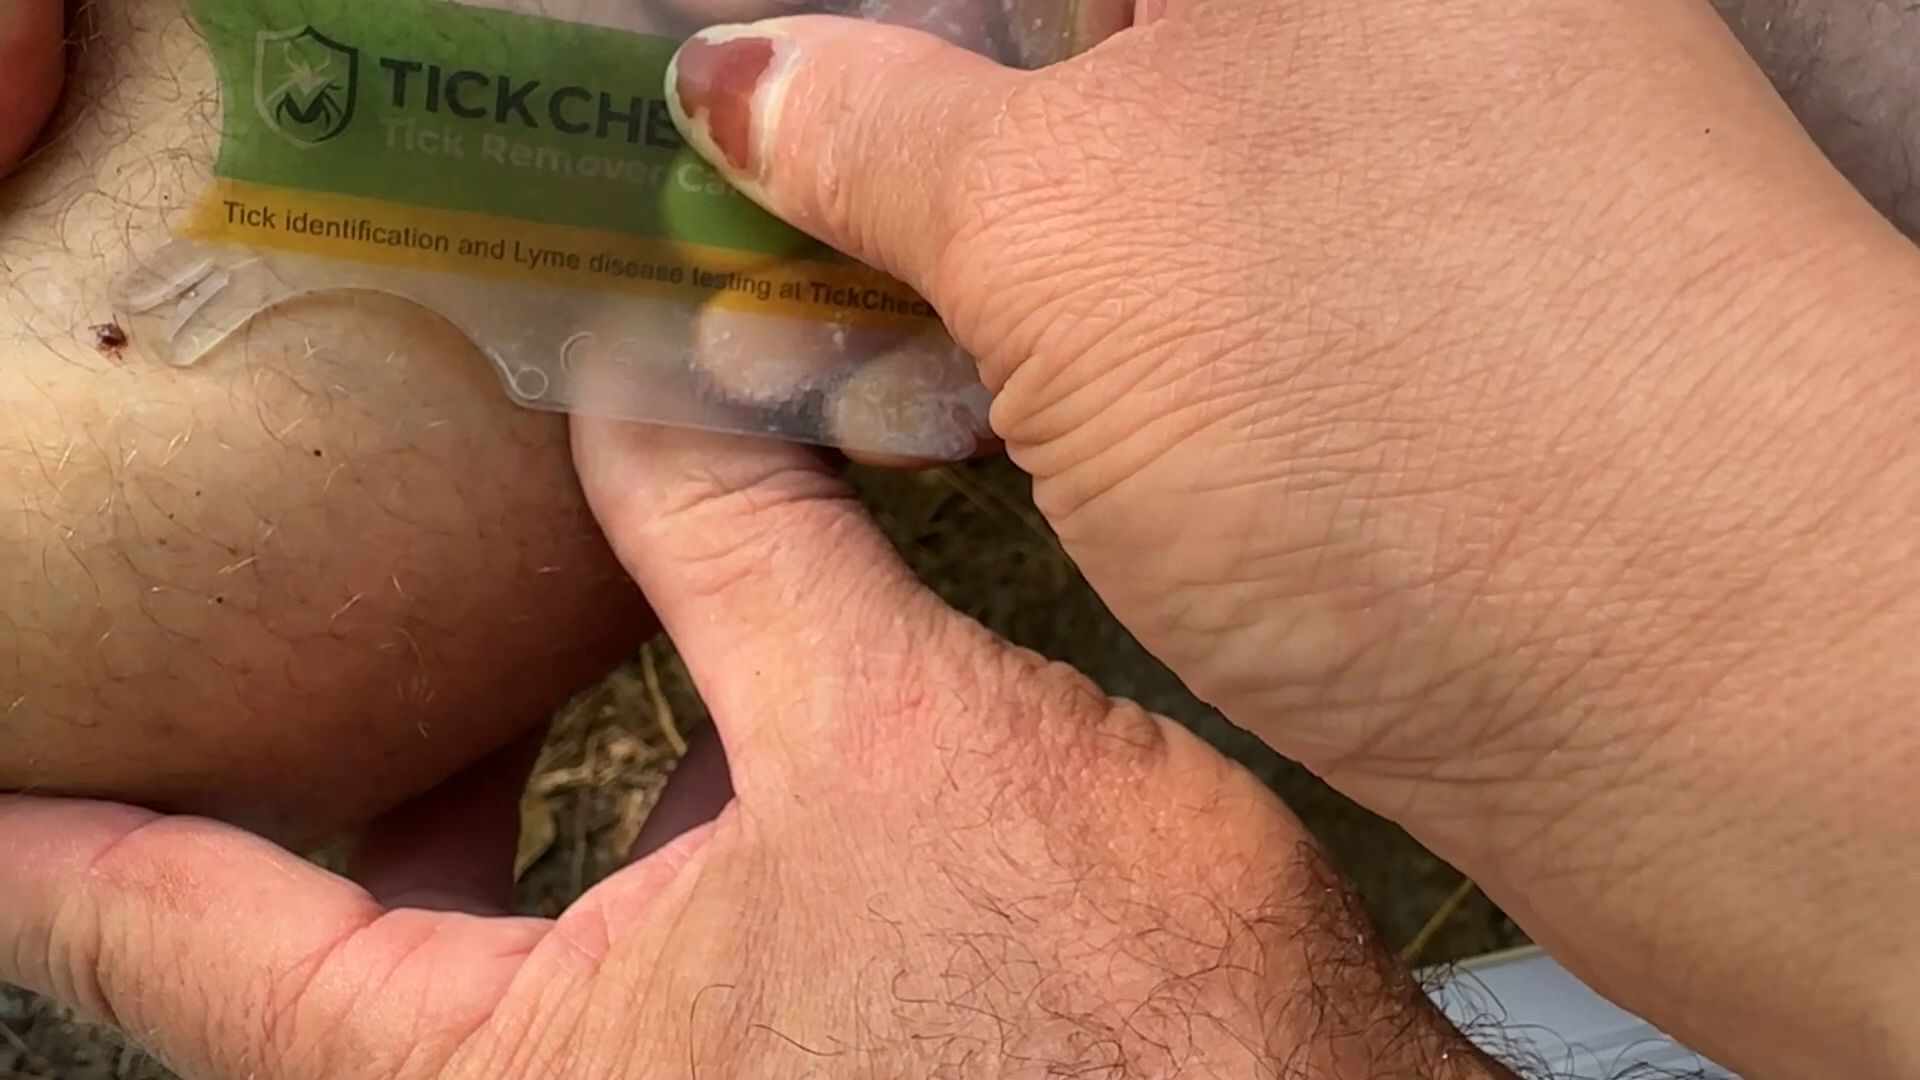 TICKCHE
Tick Remover Ca
Tick identification and Lyme disease testing at TickChec